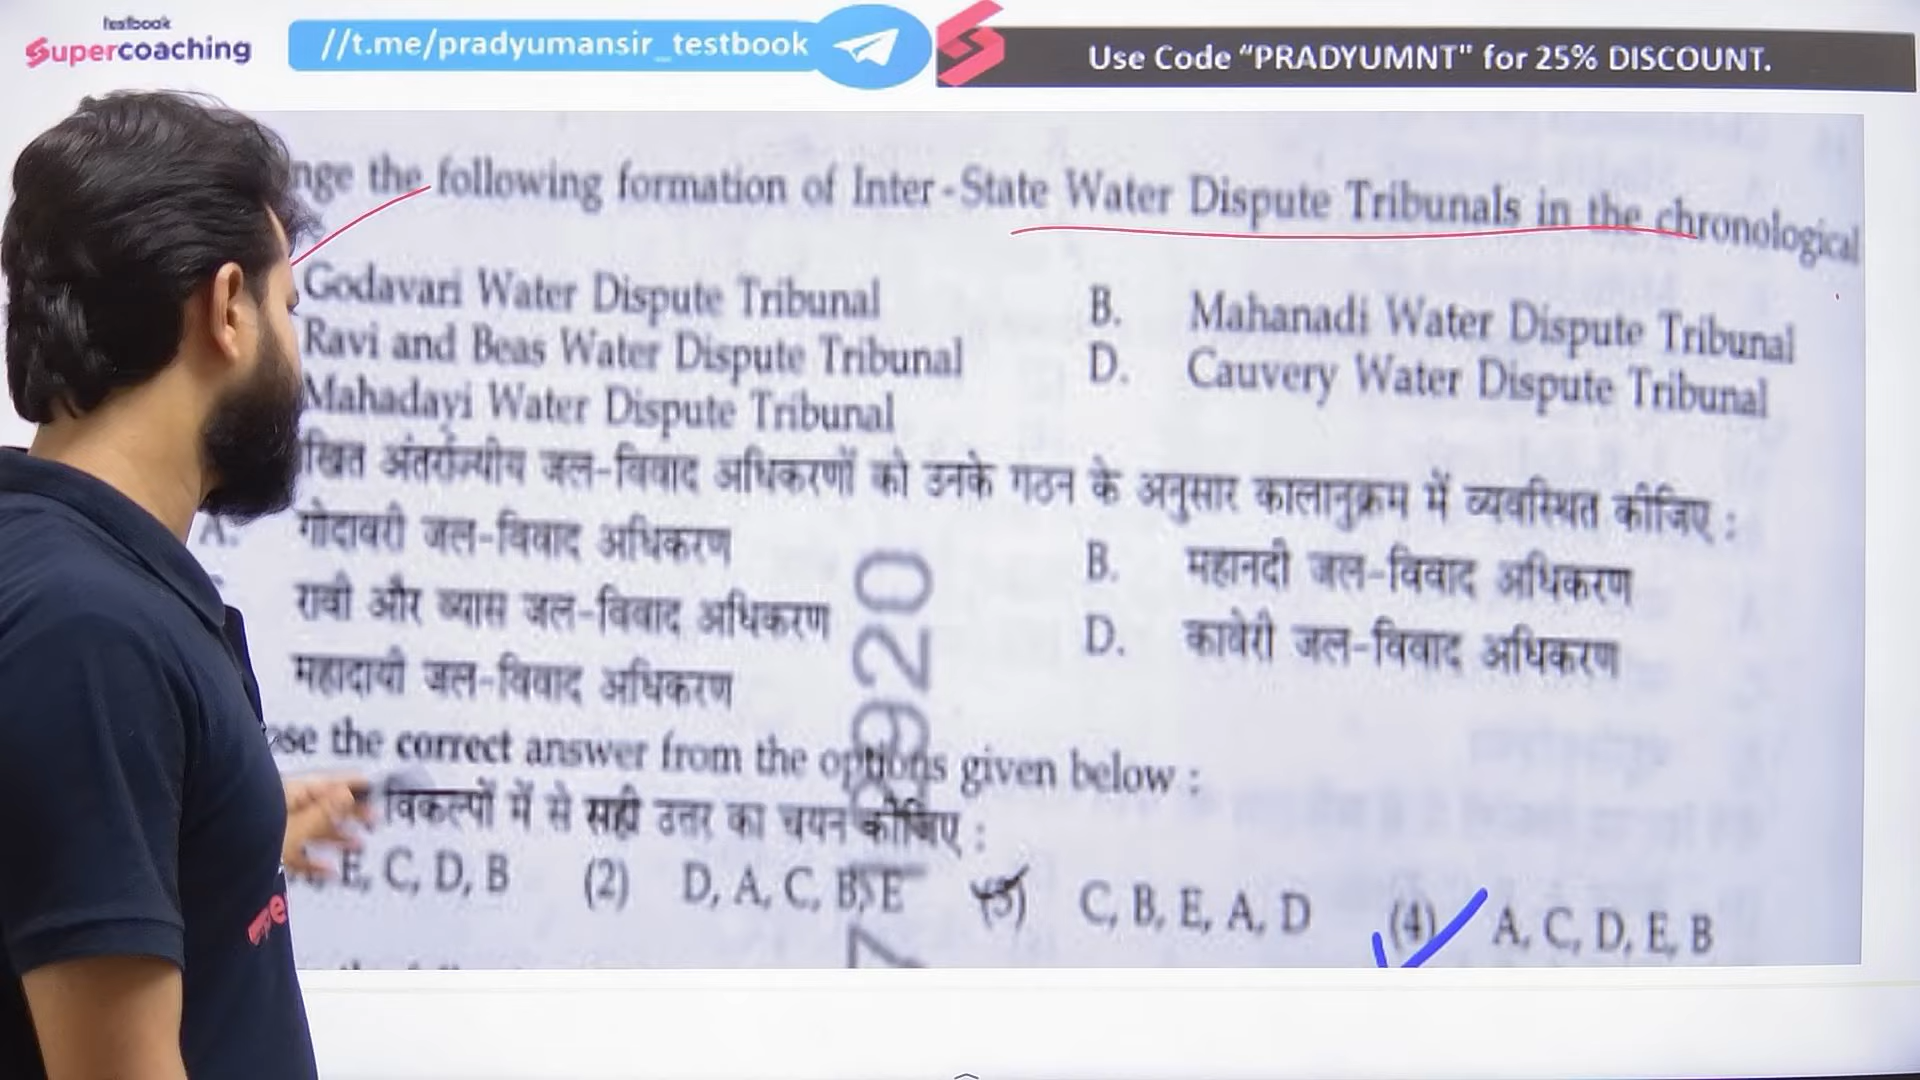 testbook
Supercoaching
//t.me/pradyumansir_testbook
Use Code “PRADYUMNT" for 25% DISCOUNT.
the following formation of Inter-State Water Dispute Tribunals in the chronological
Godavari Water Dispute Tribunal
B. Mahanadi Water Dispute Tribunal
Ravi and Beas Water Dispute Tribunal
D. Cauvery Water Dispute Tribunal
Mahadayi Water Dispute Tribunal
अंतर्राज्यीय जल-विवाद अधिकरणों को उनके गठन के अनुसार कालानुक्रम में व्यवस्थित कीजिए :
A. गोदावरी जल-विवाद अधिकरण
B. महानदी जल-विवाद अधिकरण
रावी और ब्यास जल-विवाद अधिकरण
D. कावेरी जल-विवाद अधिकरण
महादायी जल-विवाद अधिकरण
the correct answer from the options given below :
विकल्पों में से सही उत्तर का चयन कीजिए :
E, C, D, B (2) D, A, C, B, E (3) C, B, E, A, D (4) A, C, D, E, B